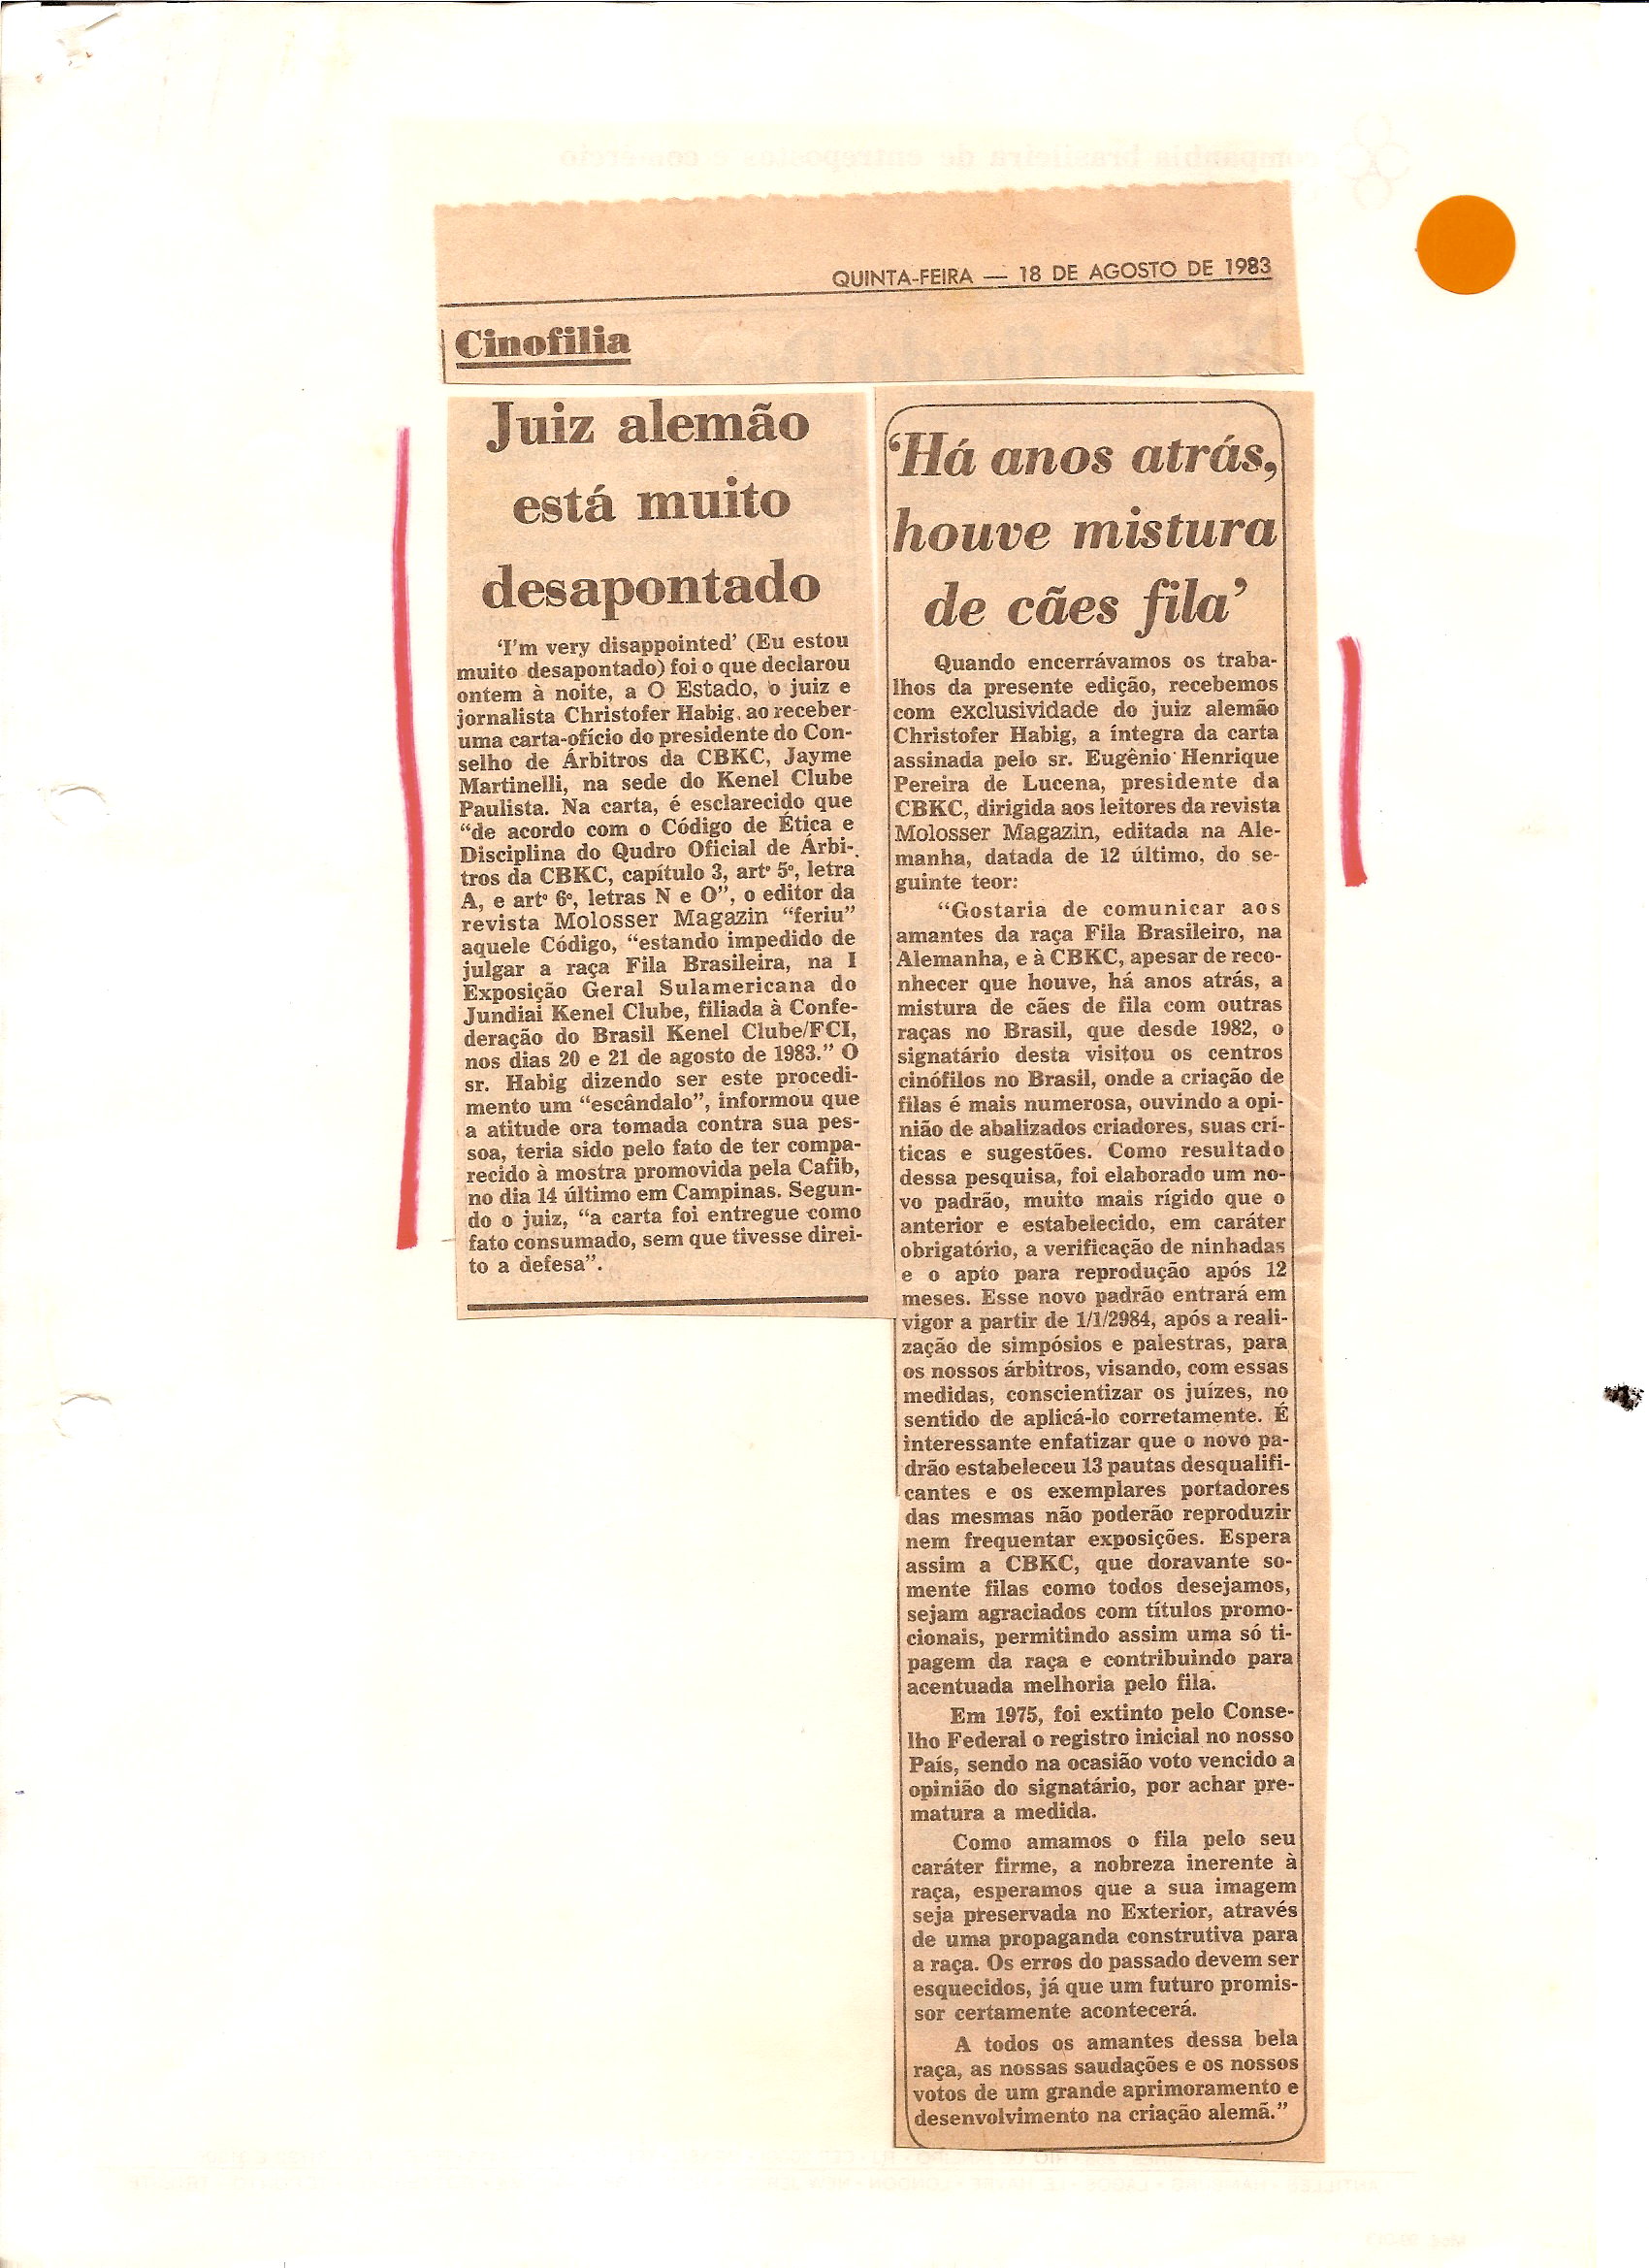 companhia brasileira de entrepostos e comércio
QUINTA-FEIRA — 18 DE AGOSTO DE 1983
Cinofilia
Juiz alemão
está muito
desapontado
‘I'm very disappointed’ (Eu estou
muito desapontado) foi o que declarou
ontem à noite, a O Estado, o juiz e
jornalista Christofer Habig, ao receber
uma carta-ofício do presidente do Con-
selho de Árbitros da CBKC, Jayme
Martinelli, na sede do Kenel Clube
Paulista. Na carta, é esclarecido que
“de acordo com o Código de Ética e
Disciplina do Qudro Oficial de Árbi-
tros da CBKC, capítulo 3, artº 5º, letra
A, e artº 6º, letras N e O”, o editor da
revista Molosser Magazin “feriu”
aquele Código, “estando impedido de
julgar a raça Fila Brasileira, na I
Exposição Geral Sulamericana do
Jundiai Kenel Clube, filiada à Confe-
deração do Brasil Kenel Clube/FCI,
nos dias 20 e 21 de agosto de 1983.” O
sr. Habig dizendo ser este procedi-
mento um “escândalo”, informou que
a atitude ora tomada contra sua pes-
soa, teria sido pelo fato de ter compa-
recido à mostra promovida pela Cafib,
no dia 14 último em Campinas. Segun-
do o juiz, “a carta foi entregue como
fato consumado, sem que tivesse direi-
to a defesa”.
‘Há anos atrás,
houve mistura
de cães fila’
Quando encerrávamos os traba-
lhos da presente edição, recebemos
com exclusividade do juiz alemão
Christofer Habig, a íntegra da carta
assinada pelo sr. Eugênio Henrique
Pereira de Lucena, presidente da
CBKC, dirigida aos leitores da revista
Molosser Magazin, editada na Ale-
manha, datada de 12 último, do se-
guinte teor:
“Gostaria de comunicar aos
amantes da raça Fila Brasileiro, na
Alemanha, e à CBKC, apesar de reco-
nhecer que houve, há anos atrás, a
mistura de cães de fila com outras
raças no Brasil, que desde 1982, o
signatário desta visitou os centros
cinófilos no Brasil, onde a criação de
filas é mais numerosa, ouvindo a opi-
nião de abalizados criadores, suas crí-
ticas e sugestões. Como resultado
dessa pesquisa, foi elaborado um no-
vo padrão, muito mais rígido que o
anterior e estabelecido, em caráter
obrigatório, a verificação de ninhadas
e o apto para reprodução após 12
meses. Esse novo padrão entrará em
vigor a partir de 1/1/2984, após a reali-
zação de simpósios e palestras, para
os nossos árbitros, visando, com essas
medidas, conscientizar os juízes, no
sentido de aplicá-lo corretamente. É
interessante enfatizar que o novo pa-
drão estabeleceu 13 pautas desqualifi-
cantes e os exemplares portadores
das mesmas não poderão reproduzir
nem frequentar exposições. Espera
assim a CBKC, que doravante so-
mente filas como todos desejamos,
sejam agraciados com títulos promo-
cionais, permitindo assim uma só ti-
pagem da raça e contribuindo para
acentuada melhoria pelo fila.
Em 1975, foi extinto pelo Conse-
lho Federal o registro inicial no nosso
País, sendo na ocasião voto vencido a
opinião do signatário, por achar pre-
matura a medida.
Como amamos o fila pelo seu
caráter firme, a nobreza inerente à
raça, esperamos que a sua imagem
seja preservada no Exterior, através
de uma propaganda construtiva para
a raça. Os erros do passado devem ser
esquecidos, já que um futuro promis-
sor certamente acontecerá.
A todos os amantes dessa bela
raça, as nossas saudações e os nossos
votos de um grande aprimoramento e
desenvolvimento na criação alemã.”